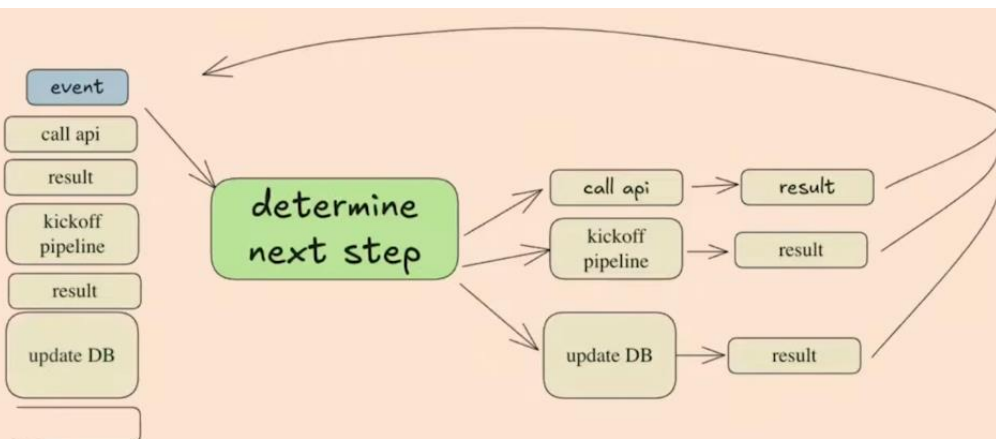 event
call api
result
kickoff
pipeline
result
update DB
determine
next step
call api
result
kickoff
pipeline
result
update DB
result